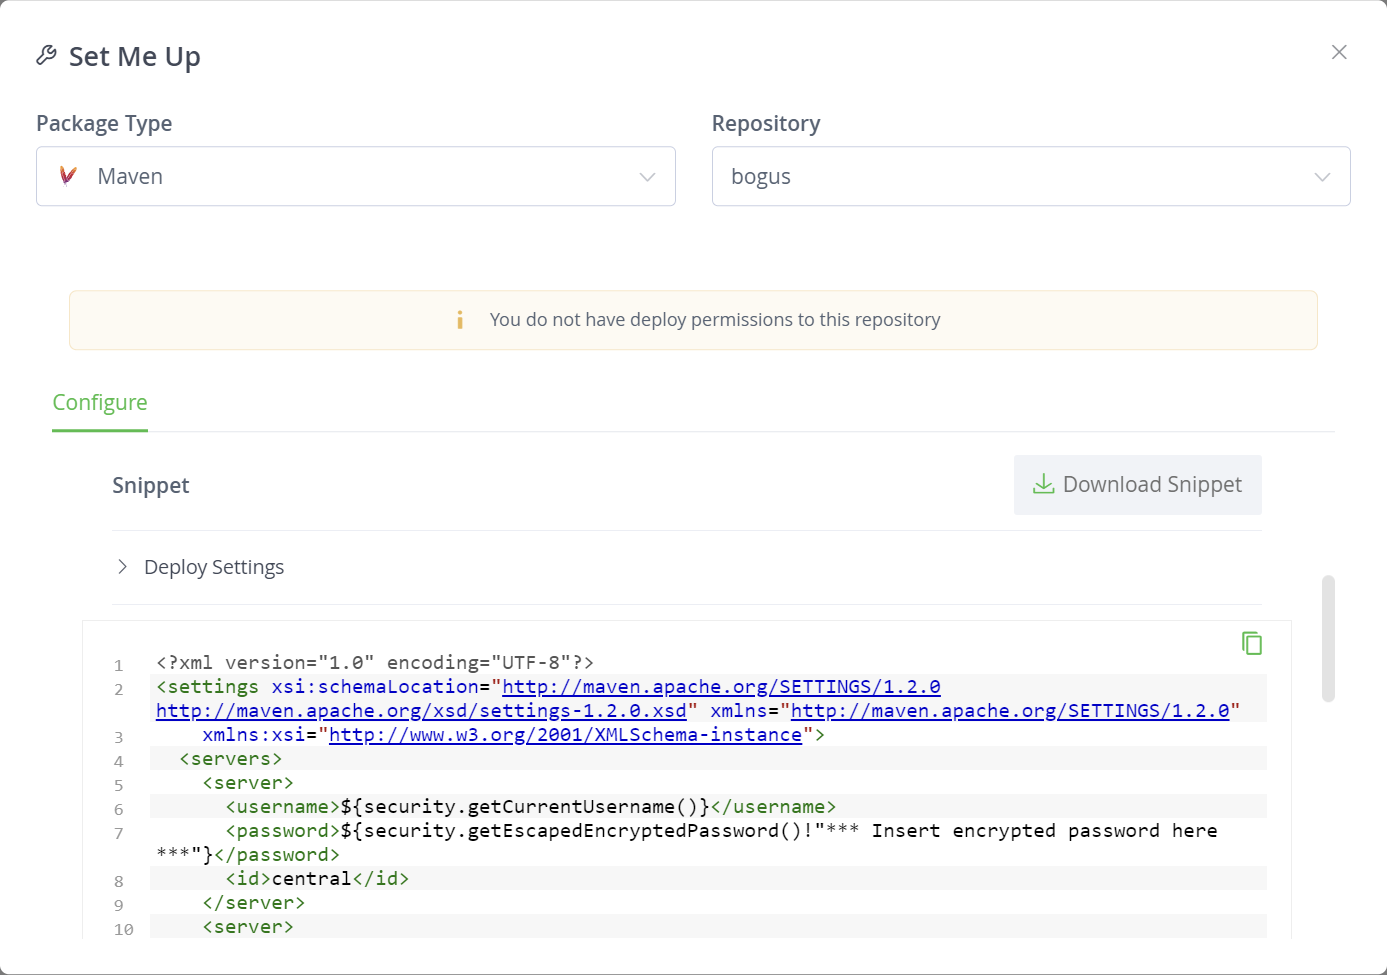 Set Me Up
Package Type
Repository
Maven
bogus
You do not have deploy permissions to this repository
Configure
Snippet
Download Snippet
Deploy Settings
1 <?xml version="1.0" encoding="UTF-8"?>
2 <settings xsi:schemaLocation="http://maven.apache.org/SETTINGS/1.2.0
http://maven.apache.org/xsd/settings-1.2.0.xsd" xmlns="http://maven.apache.org/SETTINGS/1.2.0"
3 xmlns:xsi="http://www.w3.org/2001/XMLSchema-instance">
4 <servers>
5 <server>
6 <username>${security.getCurrentUsername()}</username>
7 <password>${security.getEscapedEncryptedPassword()!"*** Insert encrypted password here
***"}</password>
8 <id>central</id>
9 </server>
10 <server>